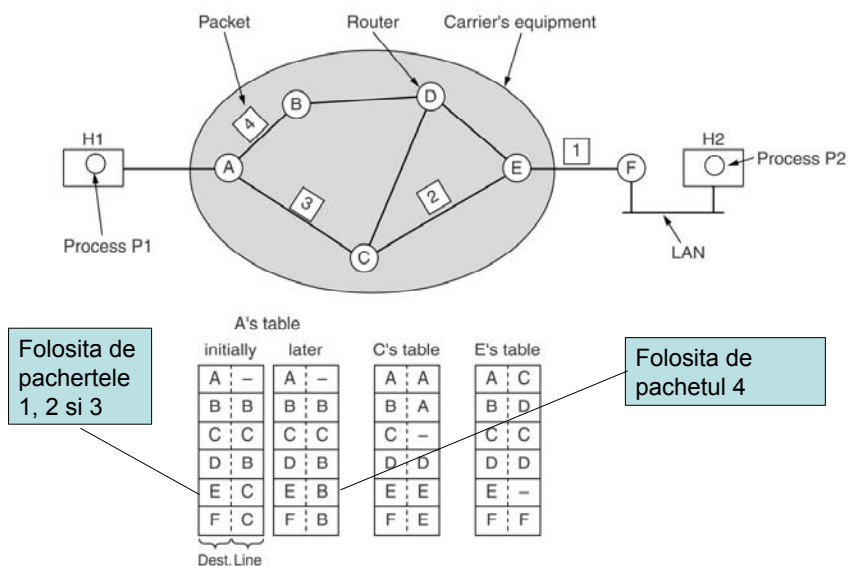 Packet
Router
Carrier's equipment
B
D
4
1
H1
H2
A
E
F
Process P2
3
2
Process P1
C
LAN
A's table
initially later C's table E's table
Folosita de
pachertele
1, 2 si 3
Folosita de
pachetul 4
A – A – A A A C
B B B B B A B D
C C C C C – C C
D B D B D D D D
E C E B E E E –
F C F B F E F F
Dest. Line